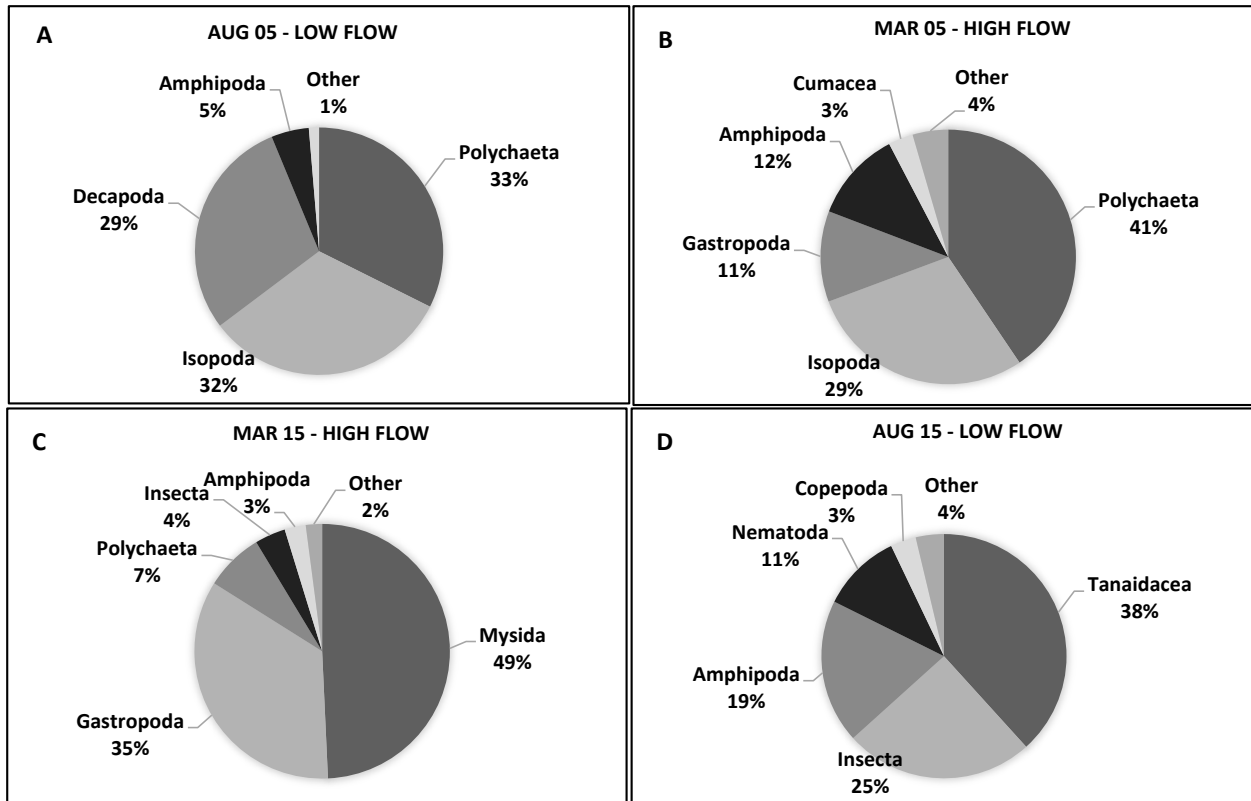 A
AUG 05 - LOW FLOW
Other
1%
Amphipoda
5%
Polychaeta
33%
Decapoda
29%
Isopoda
32%
B
MAR 05 - HIGH FLOW
Other
4%
Cumacea
3%
Amphipoda
12%
Polychaeta
41%
Gastropoda
11%
Isopoda
29%
C
MAR 15 - HIGH FLOW
Amphipoda
3%
Other
2%
Insecta
4%
Polychaeta
7%
Mysida
49%
Gastropoda
35%
D
AUG 15 - LOW FLOW
Copepoda
3%
Other
4%
Nematoda
11%
Tanaidacea
38%
Amphipoda
19%
Insecta
25%